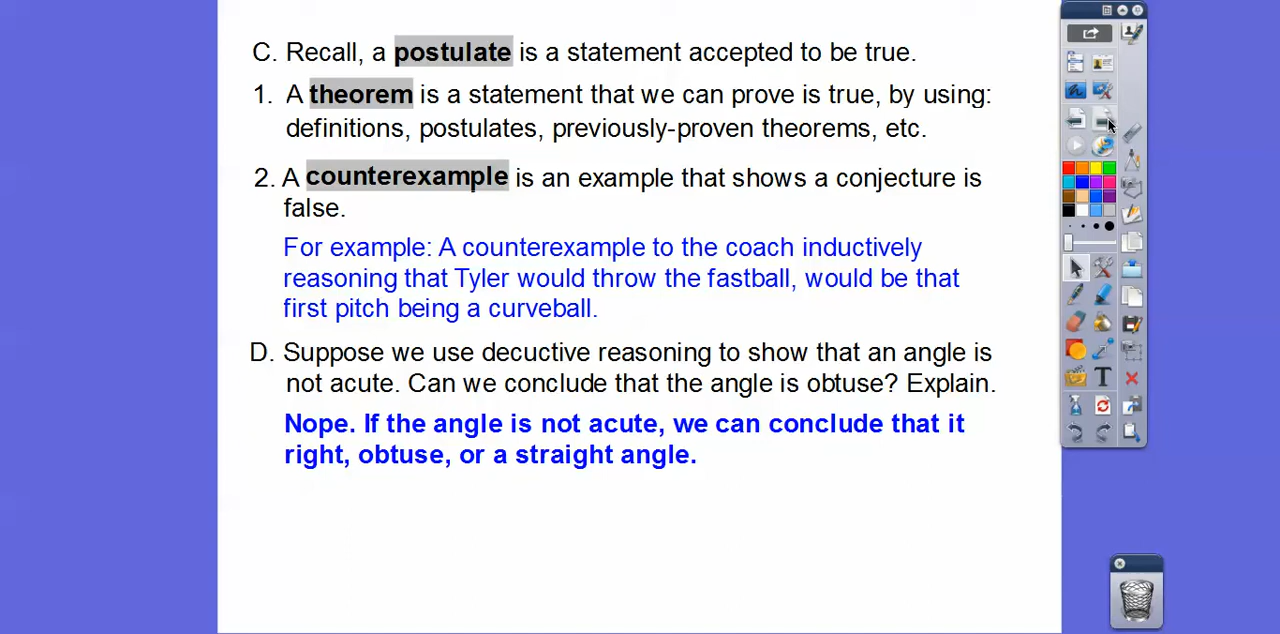 C. Recall, a postulate is a statement accepted to be true.
1. A theorem is a statement that we can prove is true, by using:
definitions, postulates, previously-proven theorems, etc.
2. A counterexample is an example that shows a conjecture is
false.
For example: A counterexample to the coach inductively
reasoning that Tyler would throw the fastball, would be that
first pitch being a curveball.
D. Suppose we use decuctive reasoning to show that an angle is
not acute. Can we conclude that the angle is obtuse? Explain.
Nope. If the angle is not acute, we can conclude that it
right, obtuse, or a straight angle.
T